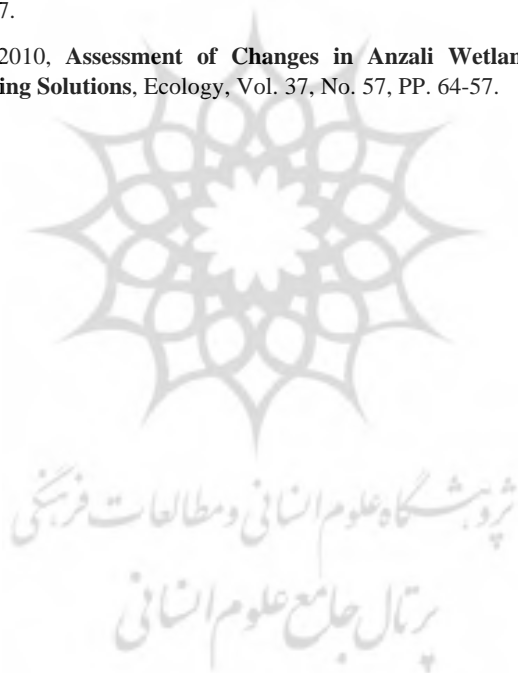 7.
2010, Assessment of Changes in Anzali Wetlan
ing Solutions, Ecology, Vol. 37, No. 57, PP. 64-57.
پژوهشگاه علوم انسانی و مطالعات فرهنگی
پرتال جامع علوم انسانی